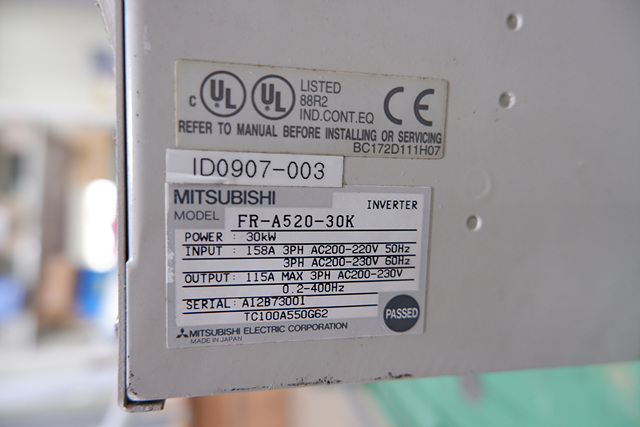 c UL UL LISTED
88R2
IND.CONT.EQ
CE
REFER TO MANUAL BEFORE INSTALLING OR SERVICING
BC172D111H07
ID0907-003
MITSUBISHI INVERTER
MODEL FR-A520-30K
POWER : 30kW
INPUT : 158A 3PH AC200-220V 50Hz
3PH AC200-230V 60Hz
OUTPUT: 115A MAX 3PH AC200-230V
0.2-400Hz
SERIAL: A12B73001
TC100A550G62
PASSED
MITSUBISHI ELECTRIC CORPORATION
MADE IN JAPAN